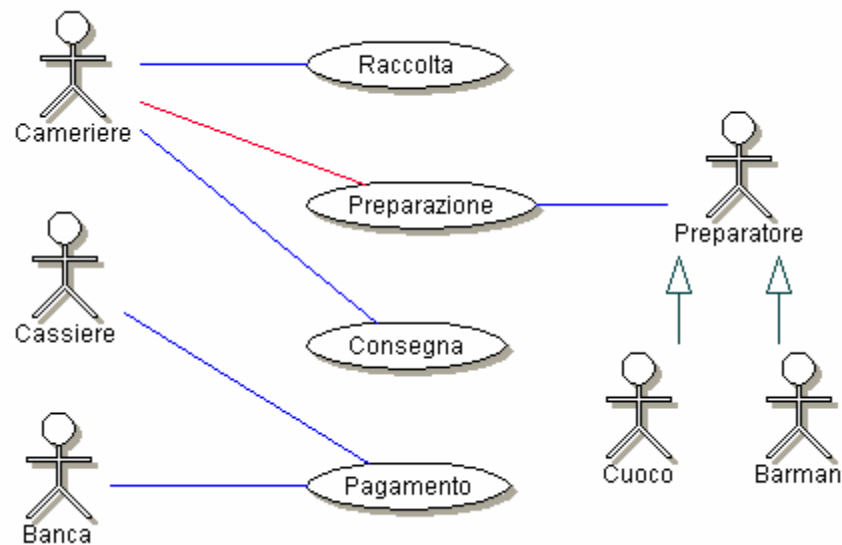 Raccolta
Cameriere
Preparazione
Preparatore
Cassiere
Consegna
Cuoco
Barman
Pagamento
Banca